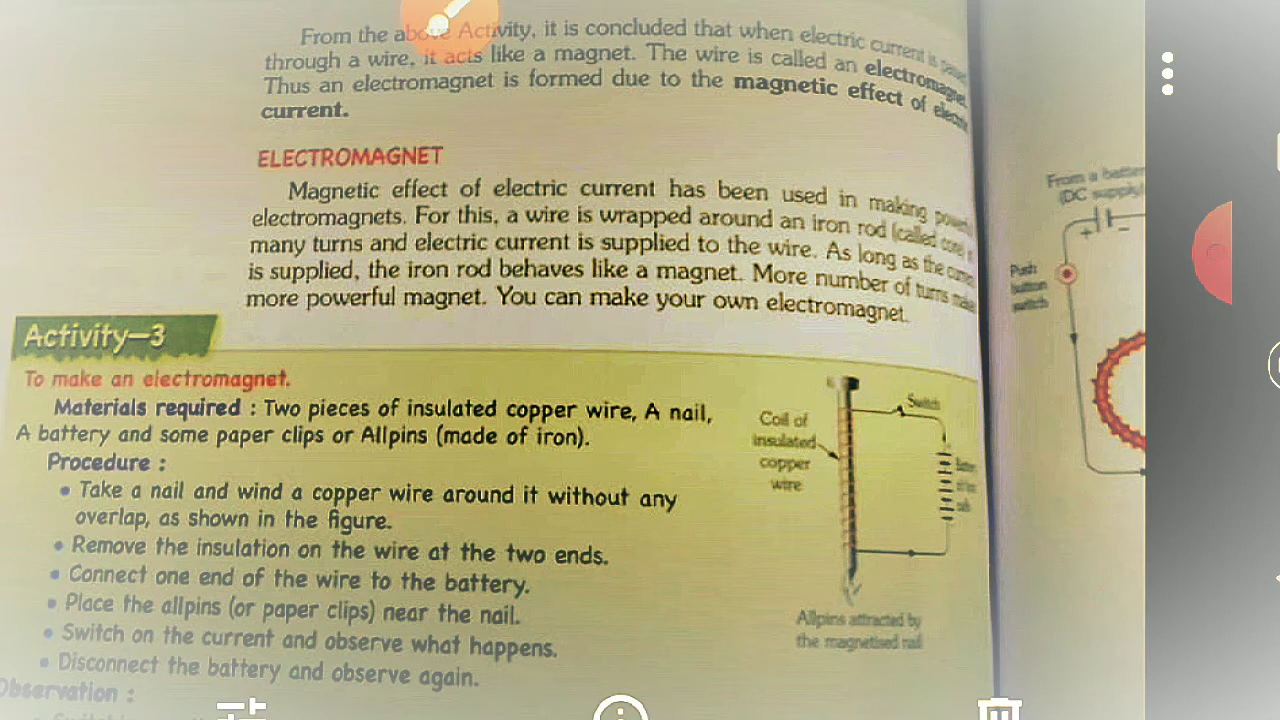 From the above Activity, it is concluded that when electric current is passed
through a wire, it acts like a magnet. The wire is called an electromagnet.
Thus an electromagnet is formed due to the magnetic effect of electric
current.
ELECTROMAGNET
Magnetic effect of electric current has been used in making
electromagnets. For this, a wire is wrapped around an iron rod (called core) in
many turns and electric current is supplied to the wire. As long as the current
is supplied, the iron rod behaves like a magnet. More number of turns make
more powerful magnet. You can make your own electromagnet.
Activity–3
To make an electromagnet.
Materials required : Two pieces of insulated copper wire, A nail,
A battery and some paper clips or Allpins (made of iron).
Procedure :
• Take a nail and wind a copper wire around it without any
overlap, as shown in the figure.
• Remove the insulation on the wire at the two ends.
• Connect one end of the wire to the battery.
• Place the allpins (or paper clips) near the nail.
• Switch on the current and observe what happens.
• Disconnect the battery and observe again.
Observation :
Coil of
insulated
copper
wire
Switch
Allpins attracted by
the magnetised nail
From a battery
(DC supply)
+ −
Push
button
switch